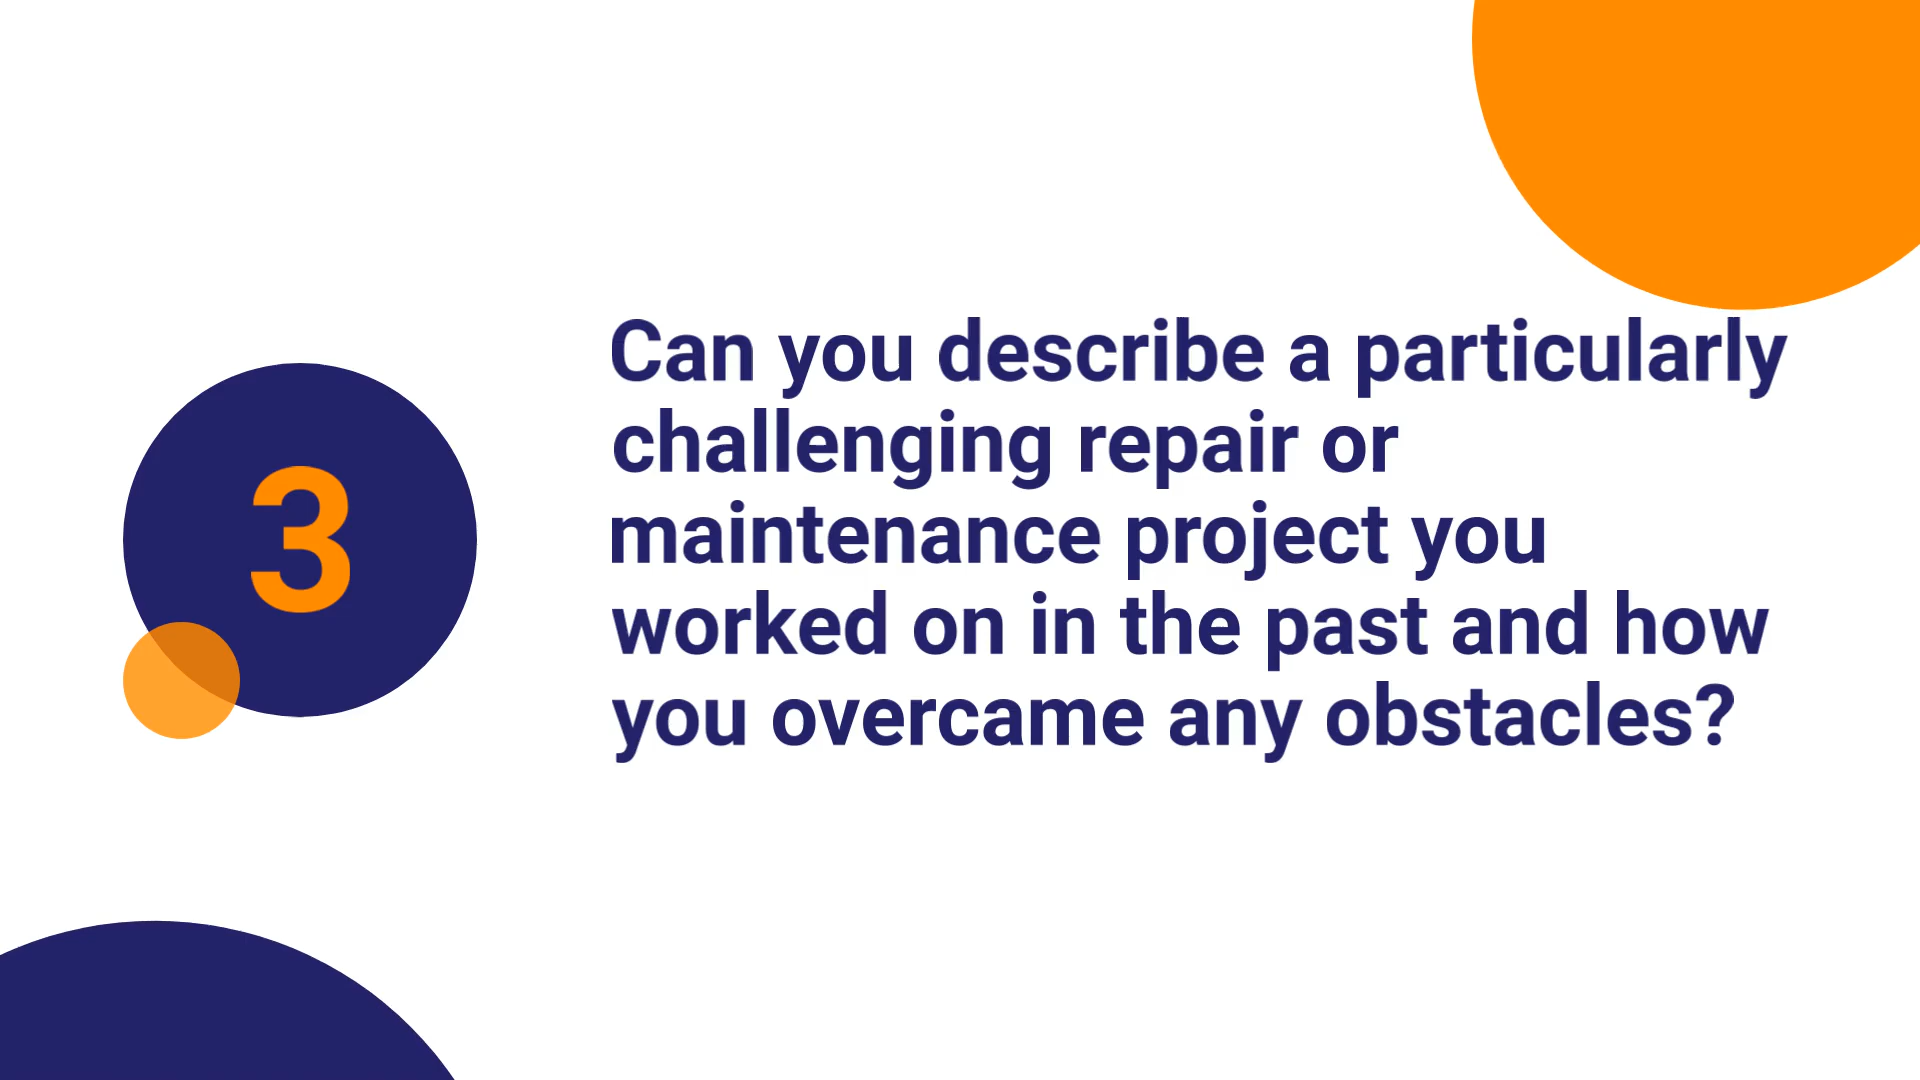 3
Can you describe a particularly
challenging repair or
maintenance project you
worked on in the past and how
you overcame any obstacles?